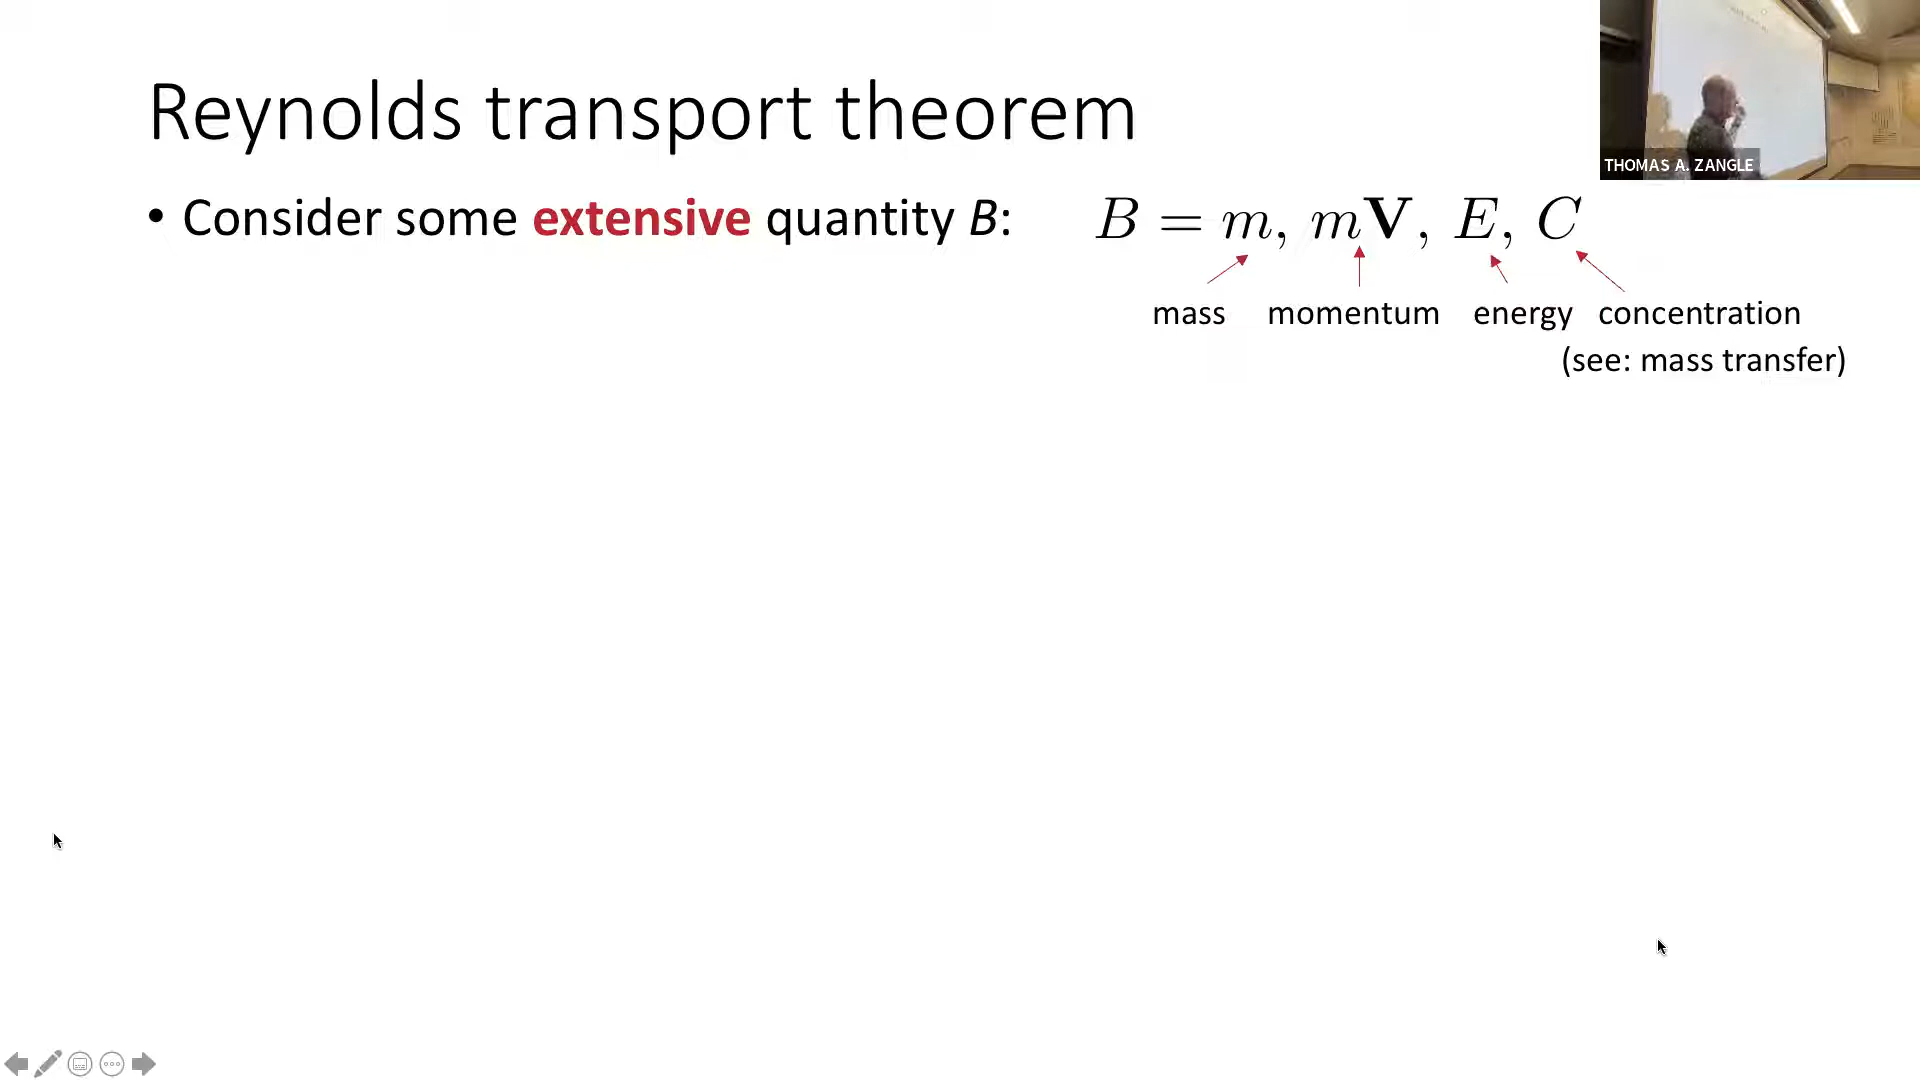 Reynolds transport theorem
• Consider some extensive quantity B: B = m, mV, E, C
mass momentum energy concentration
(see: mass transfer)
THOMAS A. ZANGLE